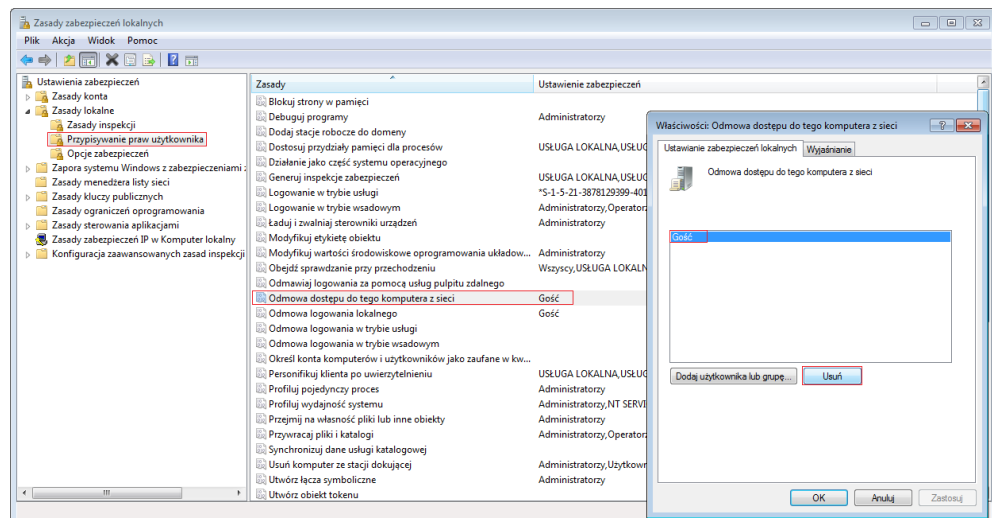 Zasady zabezpieczeń lokalnych
Plik Akcja Widok Pomoc
Ustawienia zabezpieczeń
Zasady konta
Zasady lokalne
Zasady inspekcji
Przypisywanie praw użytkownika
Opcje zabezpieczeń
Zapora systemu Windows z zabezpieczeniami
Zasady menedżera listy sieci
Zasady kluczy publicznych
Zasady ograniczeń oprogramowania
Zasady sterowania aplikacjami
Zasady zabezpieczeń IP w Komputer lokalny
Konfiguracja zaawansowanych zasad inspekcji
Zasady Ustawienie zabezpieczeń
Blokuj strony w pamięci
Debuguj programy Administratorzy
Dodaj stacje robocze do domeny
Dostosuj przydziały pamięci dla procesów USŁUGA LOKALNA,USŁUG
Działanie jako część systemu operacyjnego
Generuj inspekcje zabezpieczeń USŁUGA LOKALNA,USŁUG
Logowanie w trybie usługi *S-1-5-21-3878129399-401
Logowanie w trybie wsadowym Administratorzy,Operator
Ładuj i zwalniaj sterowniki urządzeń Administratorzy
Modyfikuj etykietę obiektu
Modyfikuj wartości środowiskowe oprogramowania układow... Administratorzy
Obejdź sprawdzanie przy przechodzeniu Wszyscy,USŁUGA LOKALN
Odmawiaj logowania za pomocą usług pulpitu zdalnego
Odmowa dostępu do tego komputera z sieci Gość
Odmowa logowania lokalnego Gość
Odmowa logowania w trybie usługi
Odmowa logowania w trybie wsadowym
Określ konta komputerów i użytkowników jako zaufane w kw...
Personifikuj klienta po uwierzytelnieniu USŁUGA LOKALNA,USŁUG
Profiluj pojedynczy proces Administratorzy
Profiluj wydajność systemu Administratorzy,NT SERVI
Przejmij na własność pliki lub inne obiekty Administratorzy
Przywracaj pliki i katalogi Administratorzy,Operator
Synchronizuj dane usługi katalogowej
Usuń komputer ze stacji dokującej Administratorzy,Użytkown
Utwórz łącza symboliczne Administratorzy
Utwórz obiekt tokenu
Właściwości: Odmowa dostępu do tego komputera z sieci
Ustawianie zabezpieczeń lokalnych Wyjaśnianie
Odmowa dostępu do tego komputera z sieci
Gość
Dodaj użytkownika lub grupę... Usuń
OK Anuluj Zastosuj